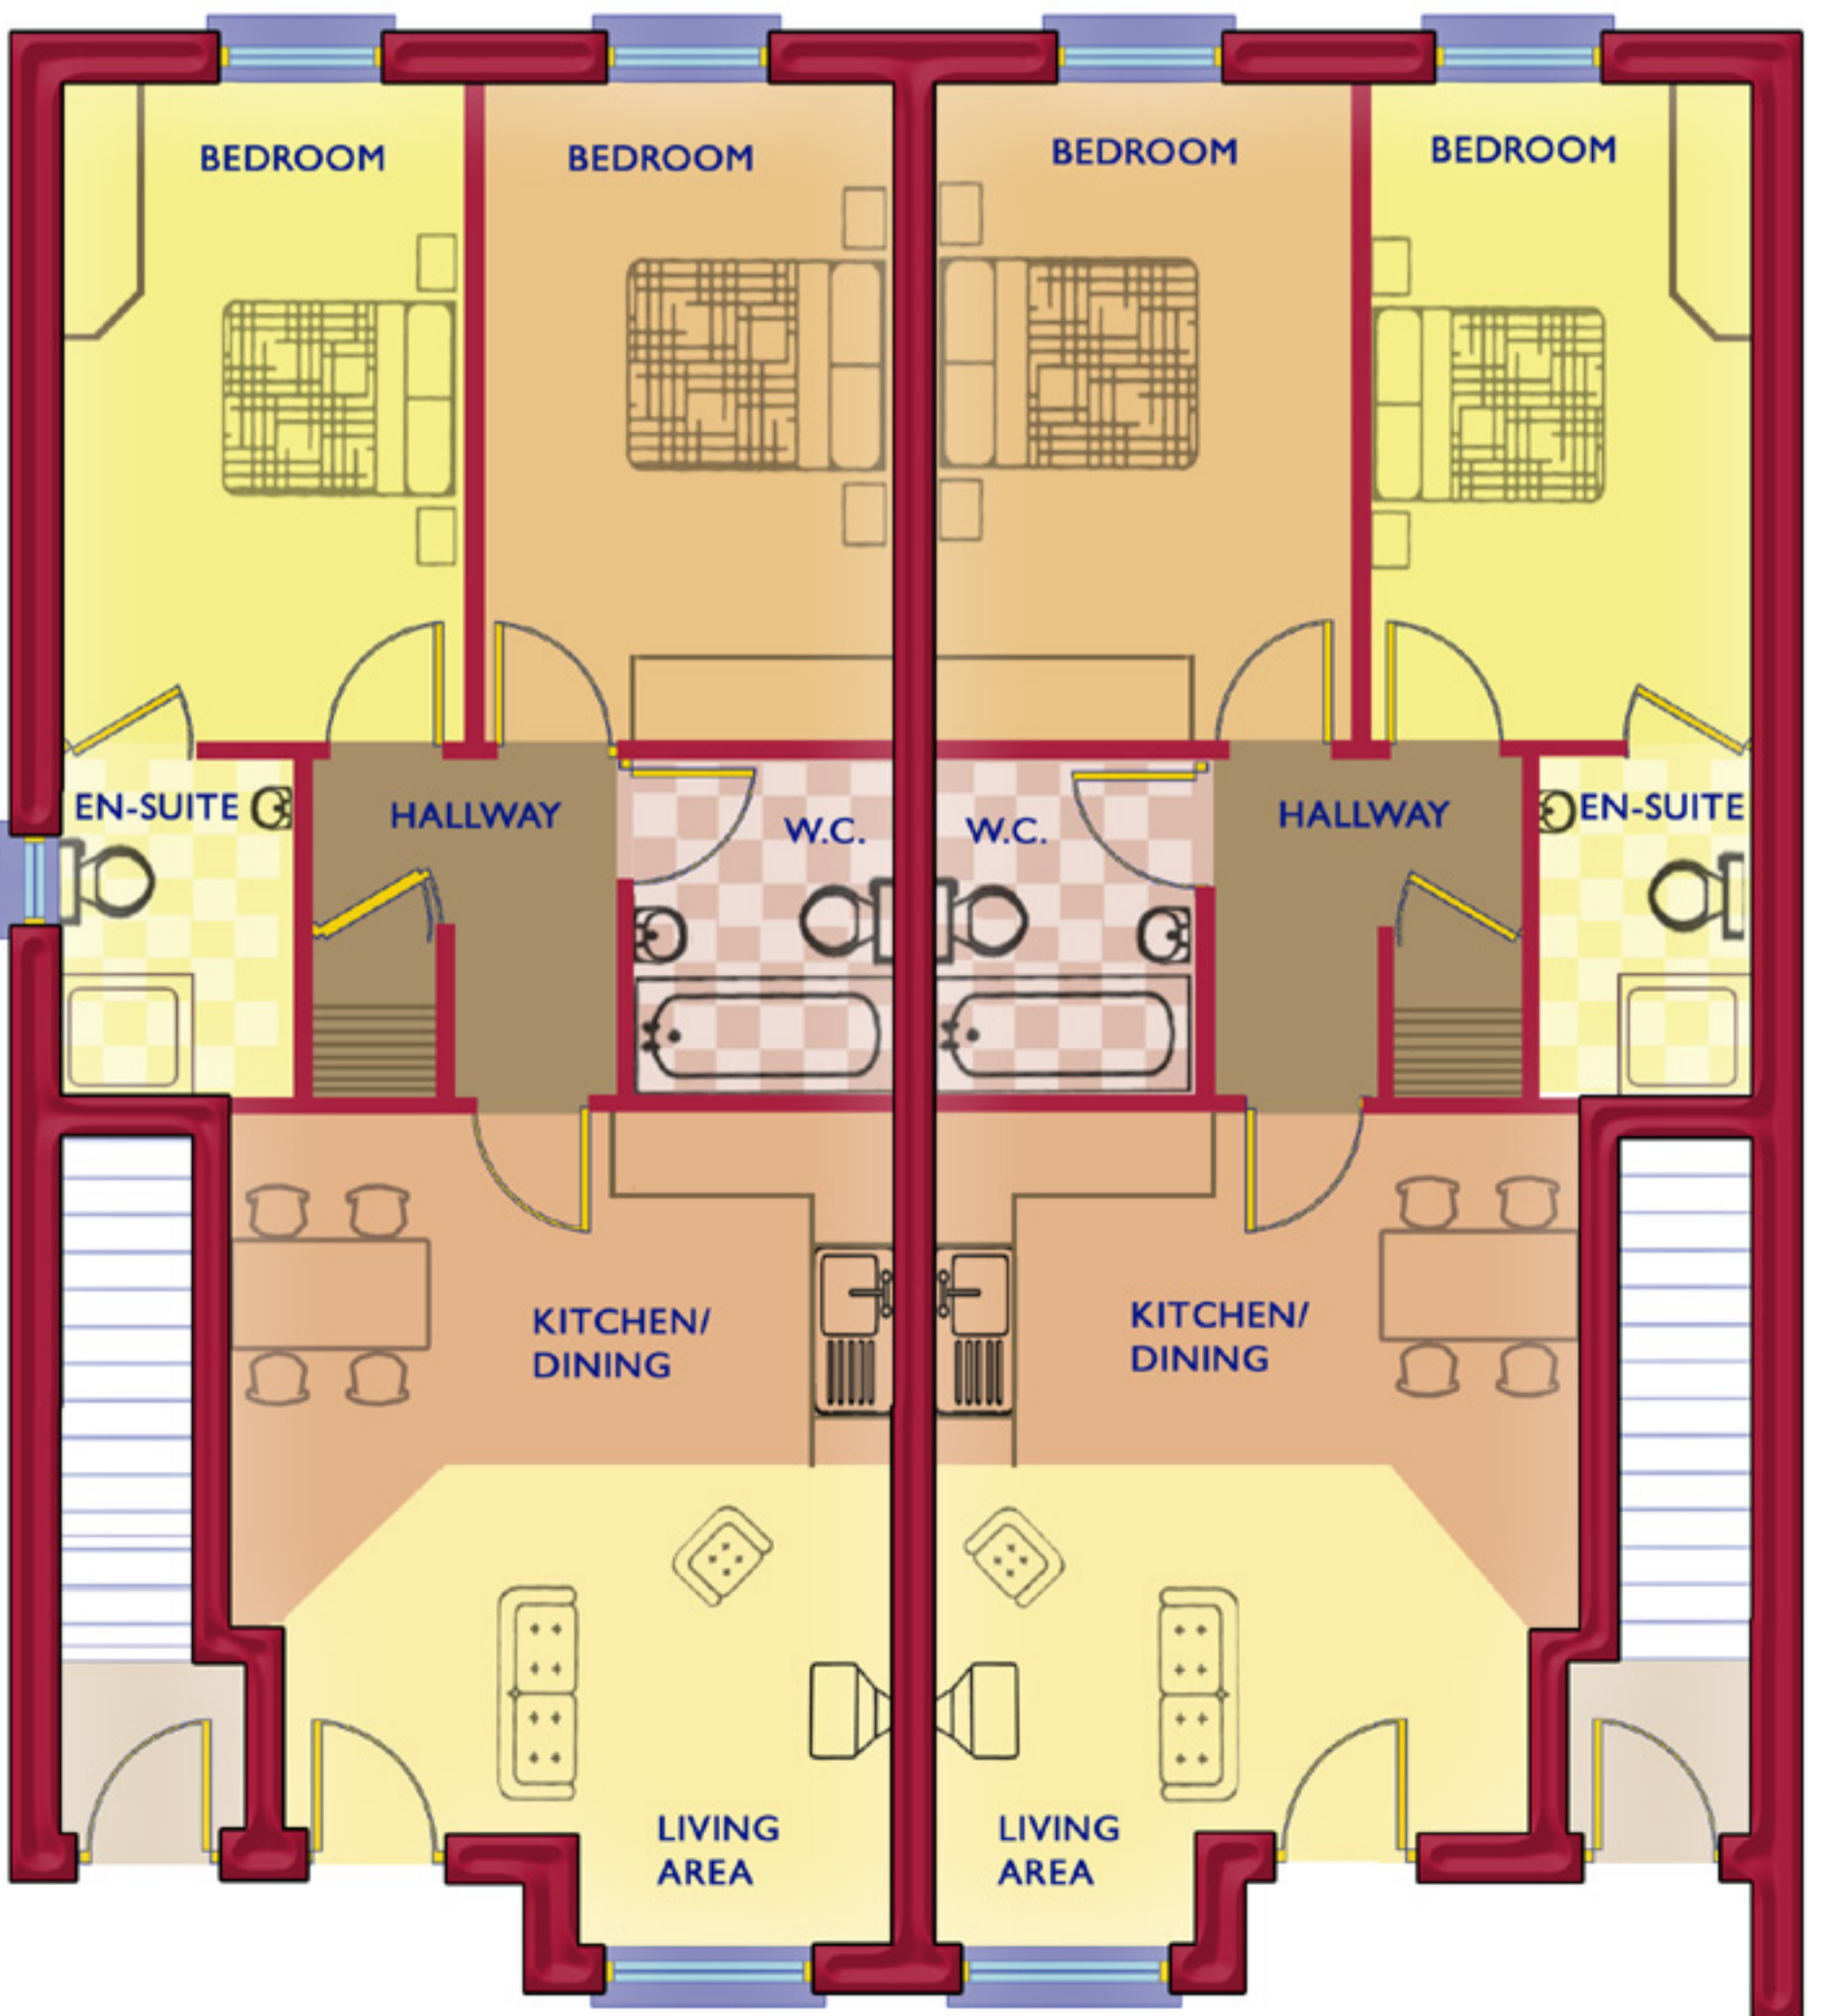 BEDROOM
BEDROOM
BEDROOM
BEDROOM
EN-SUITE
HALLWAY
W.C.
W.C.
HALLWAY
EN-SUITE
KITCHEN/
DINING
KITCHEN/
DINING
LIVING
AREA
LIVING
AREA